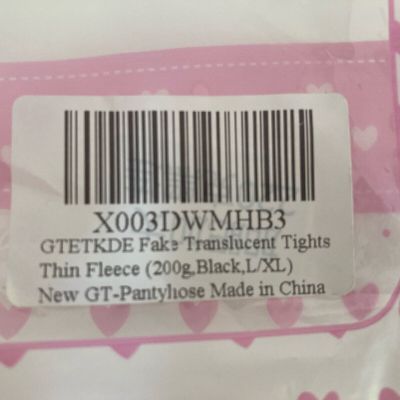 X003DWMHB3
GTETKDE Fake Translucent Tights
Thin Fleece (200g,Black,L/XL)
New GT-Pantyhose Made in China